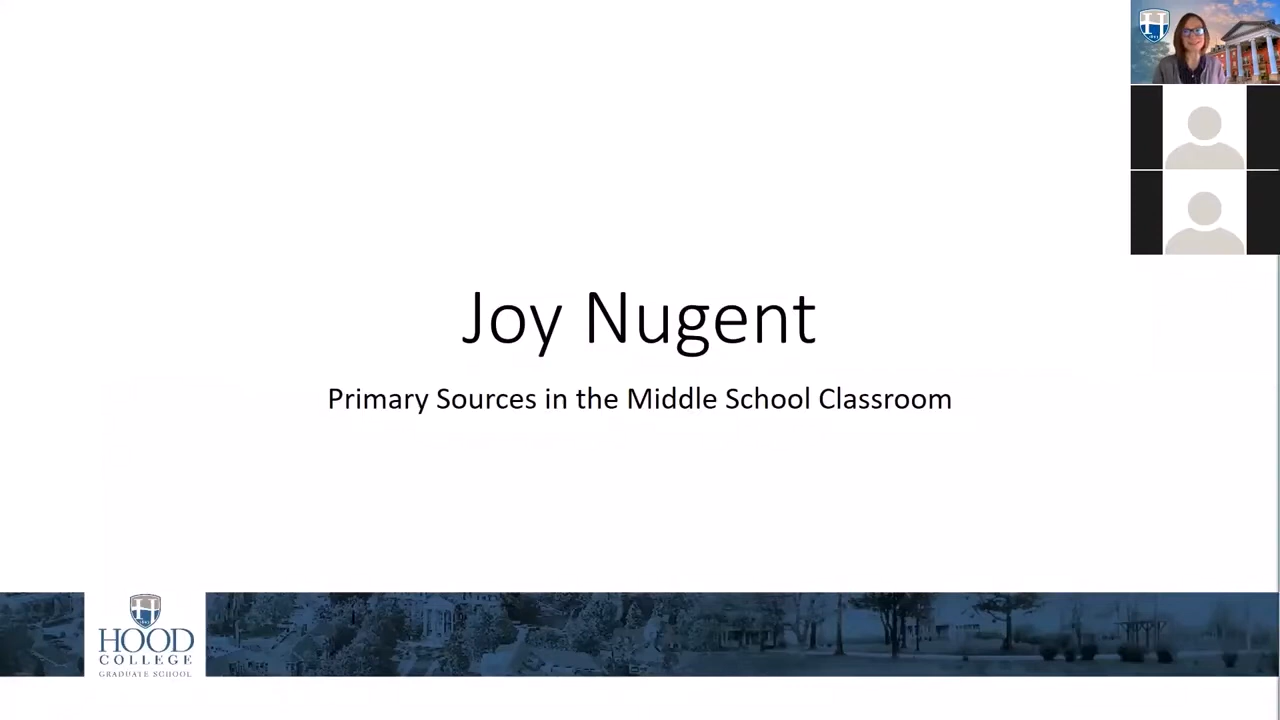 Joy Nugent
Primary Sources in the Middle School Classroom
HOOD
COLLEGE
GRADUATE SCHOOL